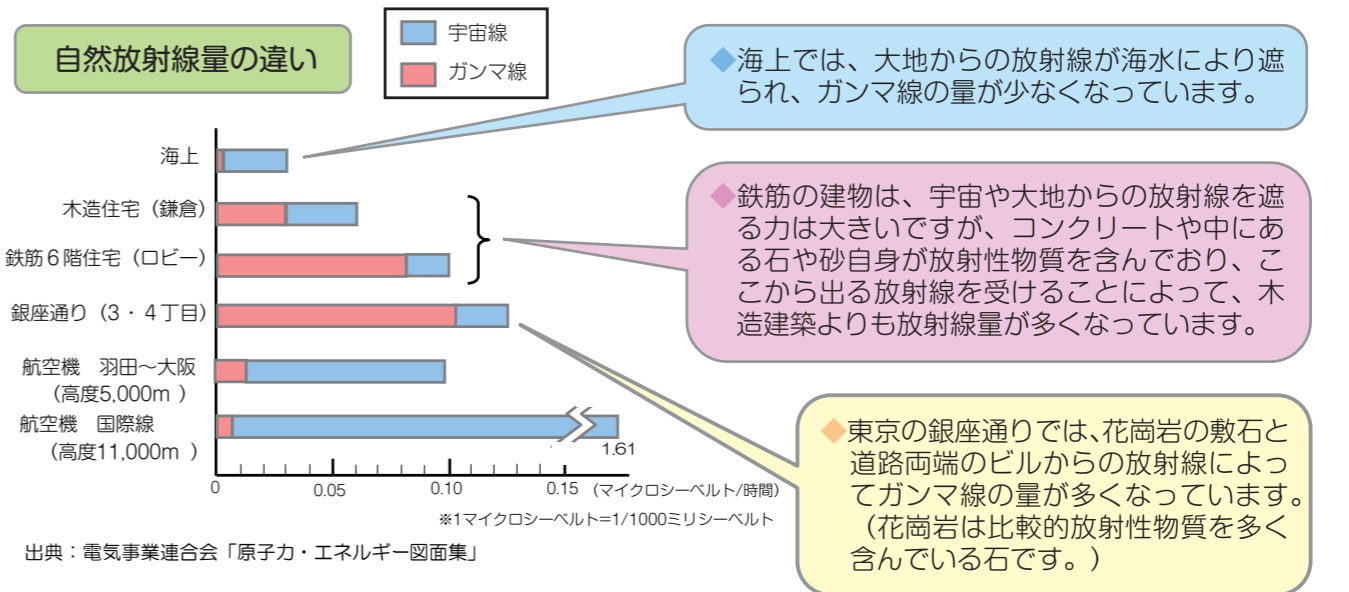 自然放射線量の違い
宇宙線
ガンマ線
◆海上では、大地からの放射線が海水により遮
られ、ガンマ線の量が少なくなっています。
海上
木造住宅（鎌倉）
鉄筋６階住宅（ロビー）
銀座通り（3・4丁目）
航空機　羽田〜大阪
（高度5,000m ）
航空機　国際線
（高度11,000m ）
1.61
0
0.05
0.10
0.15
（マイクロシーベルト/時間）
※1マイクロシーベルト=1/1000ミリシーベルト
◆鉄筋の建物は、宇宙や大地からの放射線を遮
る力は大きいですが、コンクリートや中にあ
る石や砂自身が放射性物質を含んでおり、こ
こから出る放射線を受けることによって、木
造建築よりも放射線量が多くなっています。
◆東京の銀座通りでは、花崗岩の敷石と
道路両端のビルからの放射線によっ
てガンマ線の量が多くなっています。
（花崗岩は比較的放射性物質を多く
含んでいる石です。）
出典：電気事業連合会「原子力・エネルギー図面集」